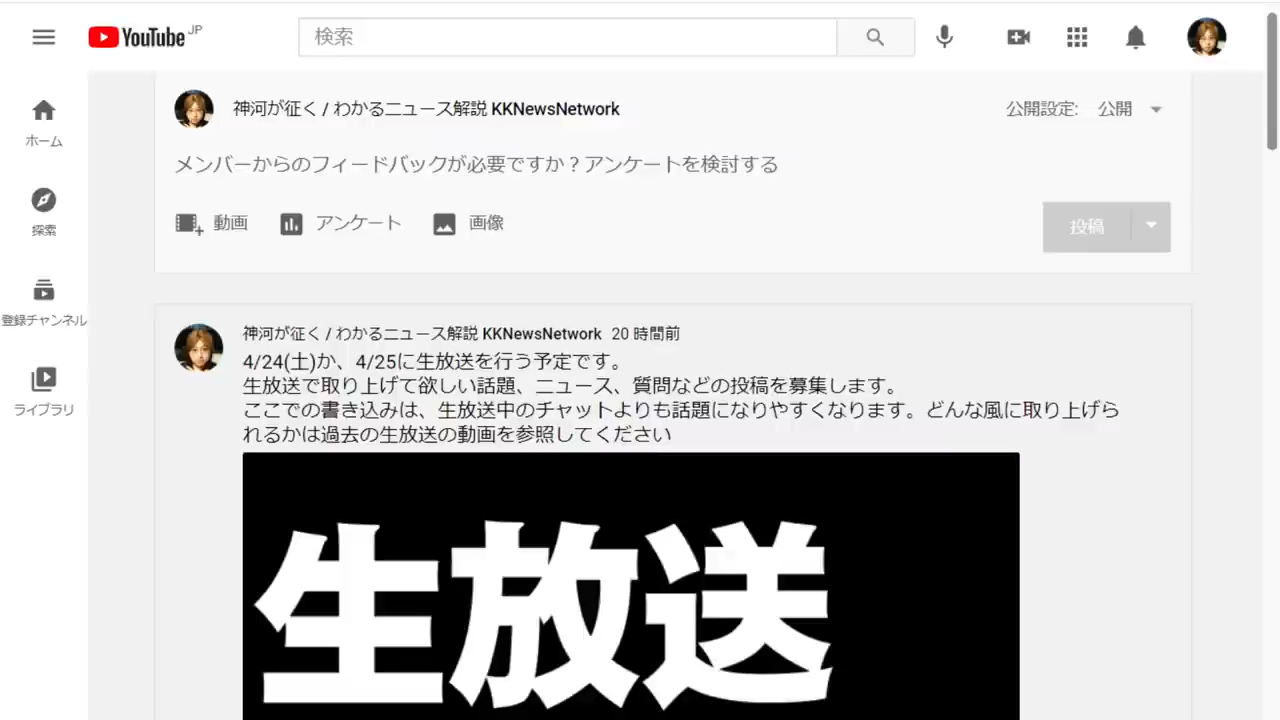 YouTube JP
検索
ホーム
探索
登録チャンネル
ライブラリ
神河が征く / わかるニュース解説 KKNewsNetwork
公開設定: 公開
メンバーからのフィードバックが必要ですか？アンケートを検討する
動画 アンケート 画像
投稿
神河が征く / わかるニュース解説 KKNewsNetwork 20 時間前
4/24(土)か、4/25に生放送を行う予定です。
生放送で取り上げて欲しい話題、ニュース、質問などの投稿を募集します。
ここでの書き込みは、生放送中のチャットよりも話題になりやすくなります。どんな風に取り上げら
れるかは過去の生放送の動画を参照してください
生放送